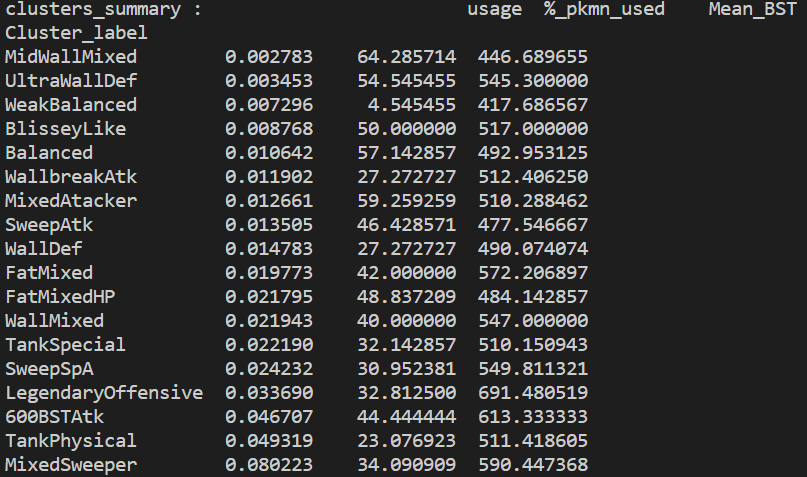 clusters_summary :                        usage  %_pkmn_used    Mean_BST
Cluster_label
MidWallMixed        0.002783    64.285714  446.689655
UltraWallDef        0.003453    54.545455  545.300000
WeakBalanced        0.007296     4.545455  417.686567
BlisseyLike         0.008768    50.000000  517.000000
Balanced            0.010642    57.142857  492.953125
WallbreakAtk        0.011902    27.272727  512.406250
MixedAtacker        0.012661    59.259259  510.288462
SweepAtk            0.013505    46.428571  477.546667
WallDef             0.014783    27.272727  490.074074
FatMixed            0.019773    42.000000  572.206897
FatMixedHP          0.021795    48.837209  484.142857
WallMixed           0.021943    40.000000  547.000000
TankSpecial         0.022190    32.142857  510.150943
SweepSpA            0.024232    30.952381  549.811321
LegendaryOffensive  0.033690    32.812500  691.480519
600BSTAtk           0.046707    44.444444  613.333333
TankPhysical        0.049319    23.076923  511.418605
MixedSweeper        0.080223    34.090909  590.447368